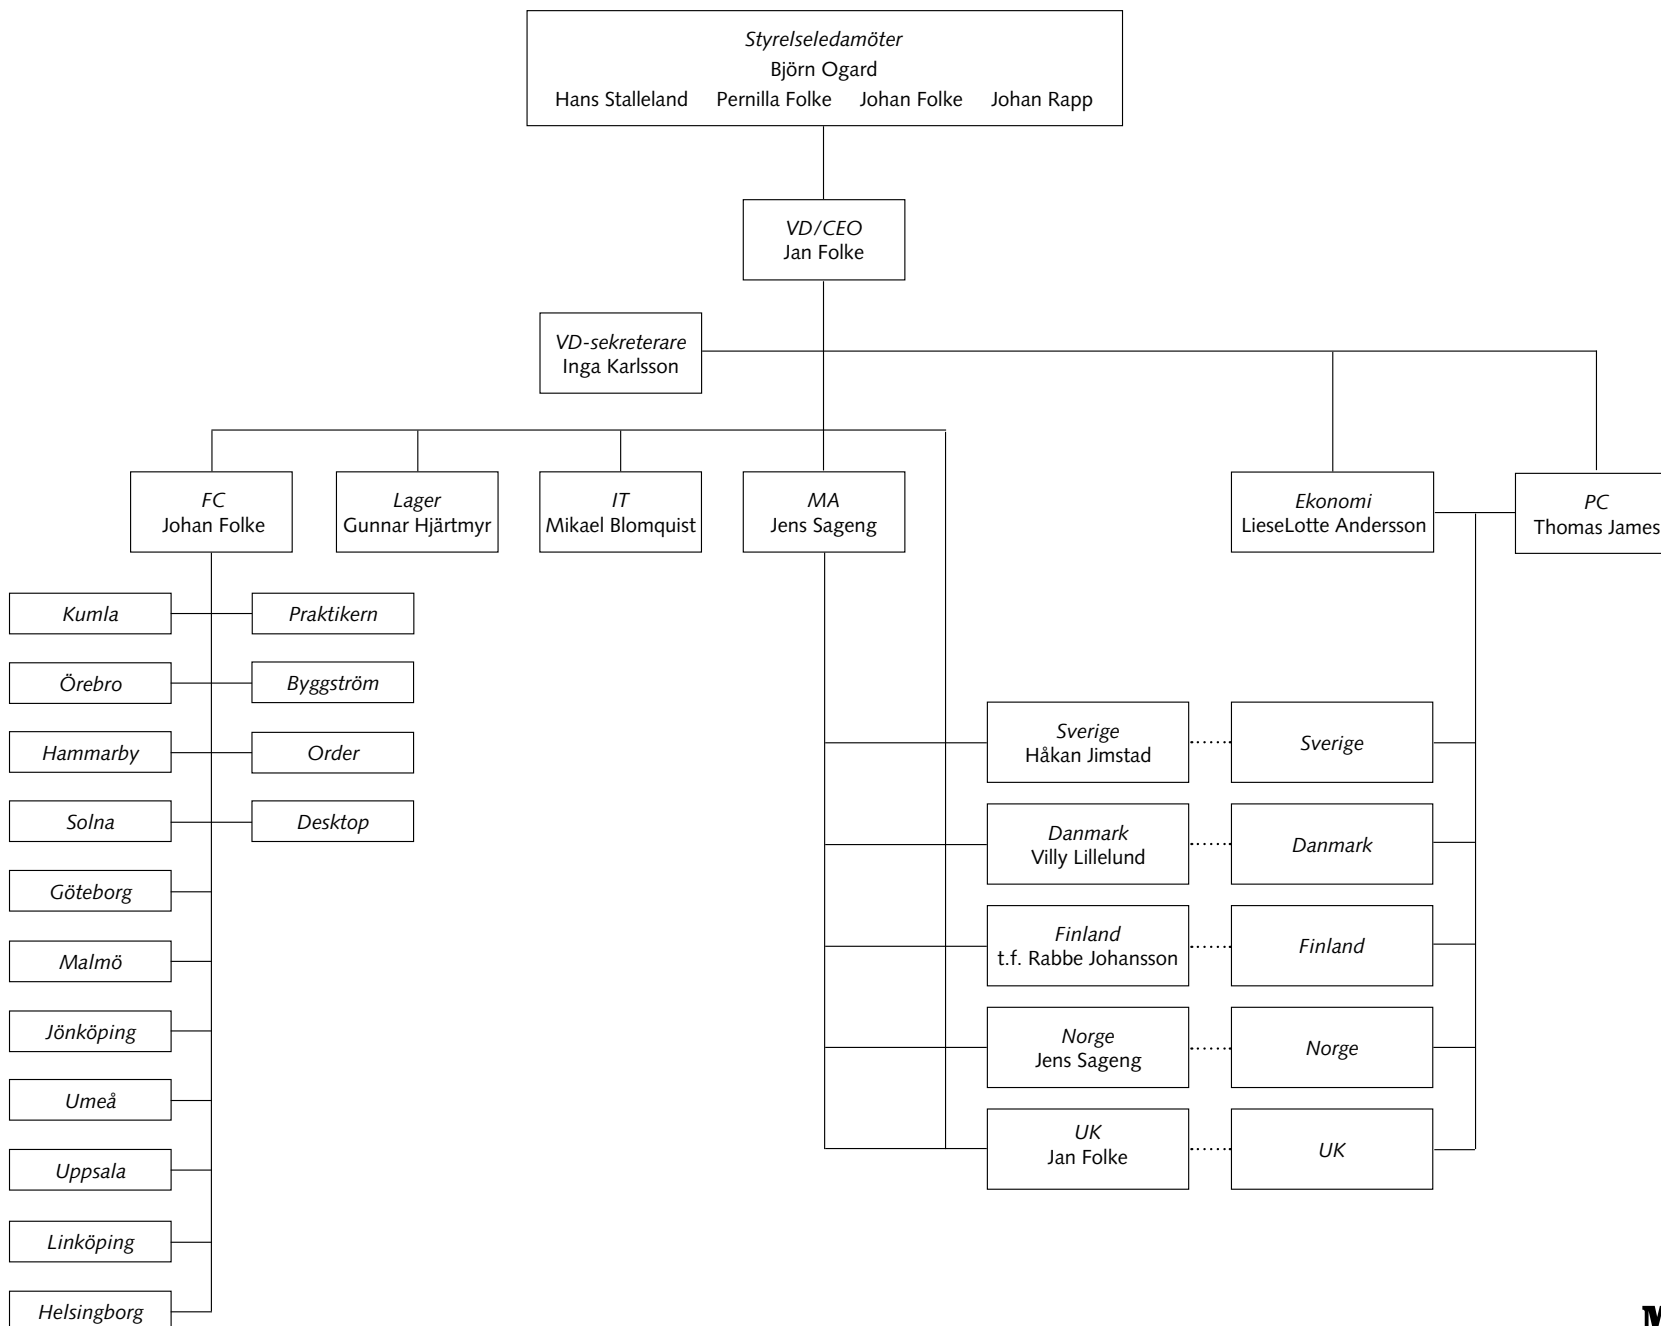 Styrelseledamöter
Björn Ogard
Hans Stalleland Pernilla Folke Johan Folke Johan Rapp
VD/CEO
Jan Folke
VD-sekreterare
Inga Karlsson
FC
Johan Folke
Lager
Gunnar Hjärtmyr
IT
Mikael Blomquist
MA
Jens Sageng
Ekonomi
LieseLotte Andersson
PC
Thomas James
Kumla
Praktikern
Örebro
Byggström
Hammarby
Order
Solna
Desktop
Göteborg
Malmö
Jönköping
Umeå
Uppsala
Linköping
Helsingborg
Sverige
Håkan Jimstad
Sverige
Danmark
Villy Lillelund
Danmark
Finland
t.f. Rabbe Johansson
Finland
Norge
Jens Sageng
Norge
UK
Jan Folke
UK